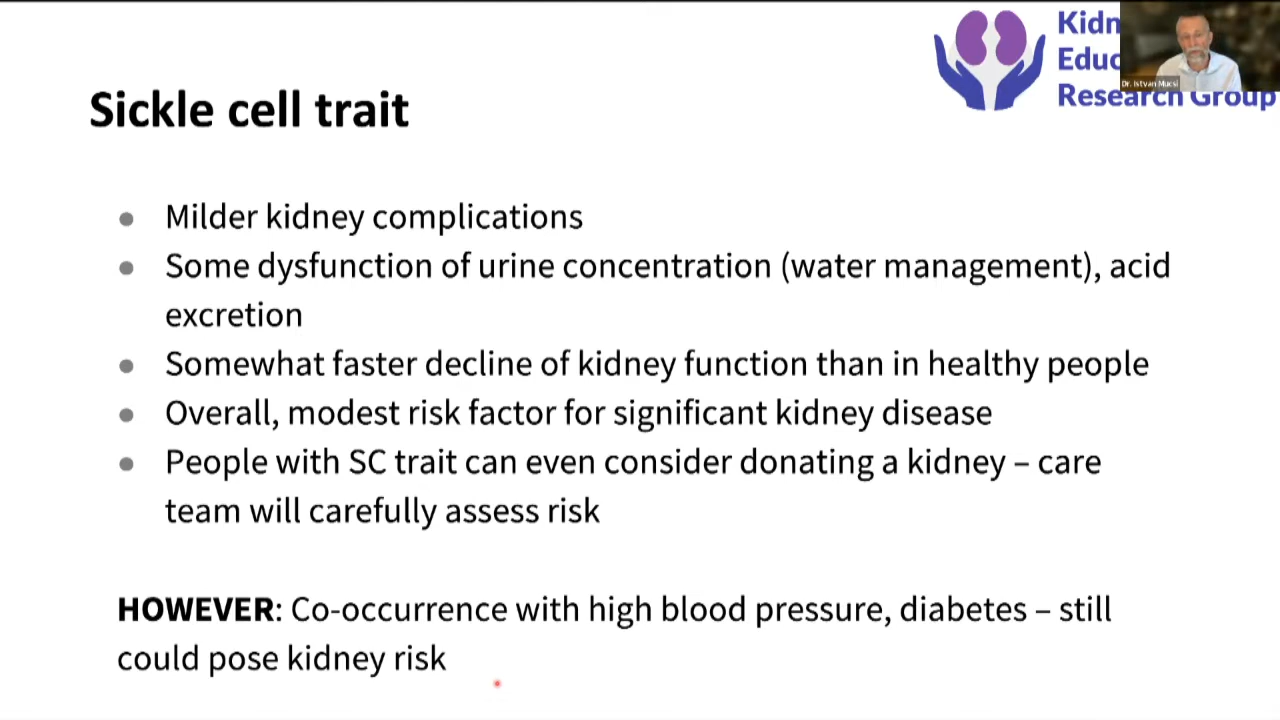 Kidn
Educ
Research Group
Dr. Istvan Mucsi
Sickle cell trait
● Milder kidney complications
● Some dysfunction of urine concentration (water management), acid
excretion
● Somewhat faster decline of kidney function than in healthy people
● Overall, modest risk factor for significant kidney disease
● People with SC trait can even consider donating a kidney – care
team will carefully assess risk
HOWEVER: Co-occurrence with high blood pressure, diabetes – still
could pose kidney risk